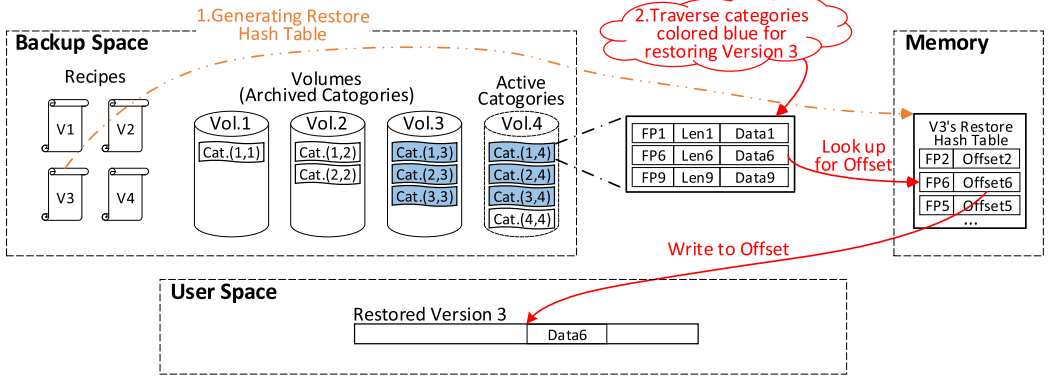 1.Generating Restore
Hash Table
2.Traverse categories
colored blue for
restoring Version 3
Backup Space
Recipes
V1
V2
V3
V4
Volumes
(Archived Catogories)
Active
Catogories
Vol.1
Cat.(1,1)
Vol.2
Cat.(1,2)
Cat.(2,2)
Vol.3
Cat.(1,3)
Cat.(2,3)
Cat.(3,3)
Vol.4
Cat.(1,4)
Cat.(2,4)
Cat.(3,4)
Cat.(4,4)
FP1 Len1 Data1
FP6 Len6 Data6
FP9 Len9 Data9
Look up
for Offset
Memory
V3's Restore
Hash Table
FP2 Offset2
FP6 Offset6
FP5 Offset5
...
Write to Offset
User Space
Restored Version 3
Data6